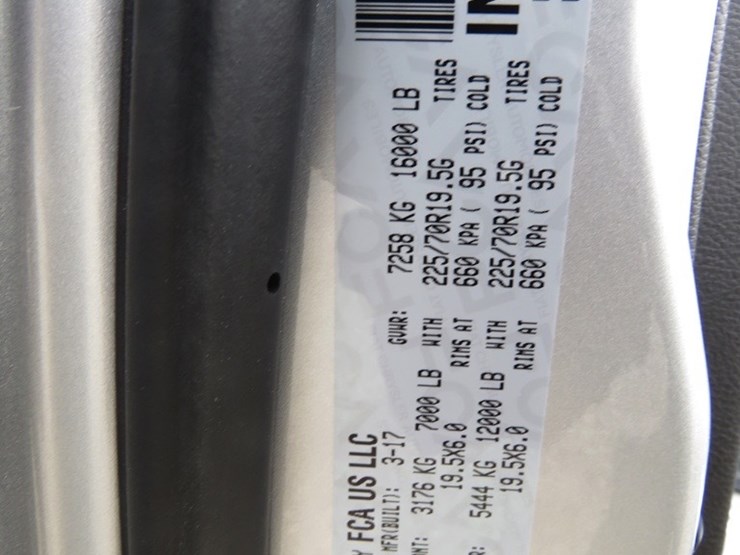 Y FCA US LLC
MFR(BUILT): 3-17 GVWR: 7258 KG 16000 LB
NT: 3176 KG 7000 LB WITH 225/70R19.5G TIRES
19.5X6.0 RIMS AT 660 KPA ( 95 PSI) COLD
R: 5444 KG 12000 LB WITH 225/70R19.5G TIRES
19.5X6.0 RIMS AT 660 KPA ( 95 PSI) COLD